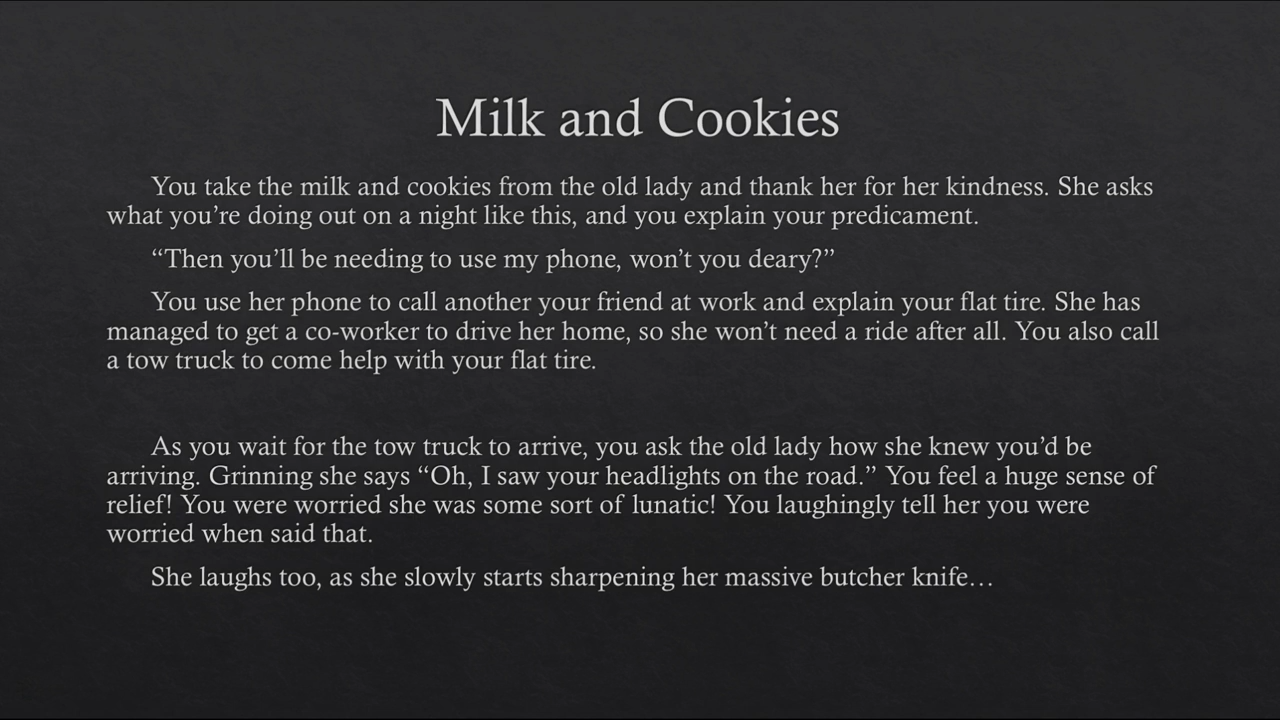 Milk and Cookies
You take the milk and cookies from the old lady and thank her for her kindness. She asks
what you’re doing out on a night like this, and you explain your predicament.
“Then you’ll be needing to use my phone, won’t you deary?”
You use her phone to call another your friend at work and explain your flat tire. She has
managed to get a co-worker to drive her home, so she won’t need a ride after all. You also call
a tow truck to come help with your flat tire.
As you wait for the tow truck to arrive, you ask the old lady how she knew you’d be
arriving. Grinning she says “Oh, I saw your headlights on the road.” You feel a huge sense of
relief! You were worried she was some sort of lunatic! You laughingly tell her you were
worried when said that.
She laughs too, as she slowly starts sharpening her massive butcher knife…